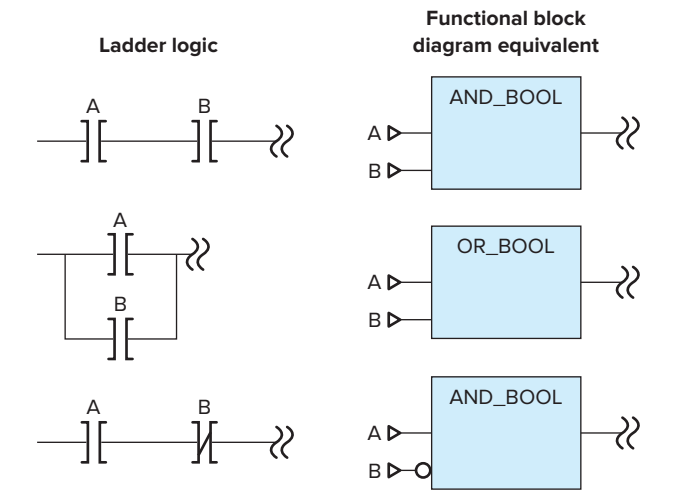 Ladder logic
Functional block
diagram equivalent
A B
AND_BOOL
A
B
A
B
OR_BOOL
A
B
A B
AND_BOOL
A
B